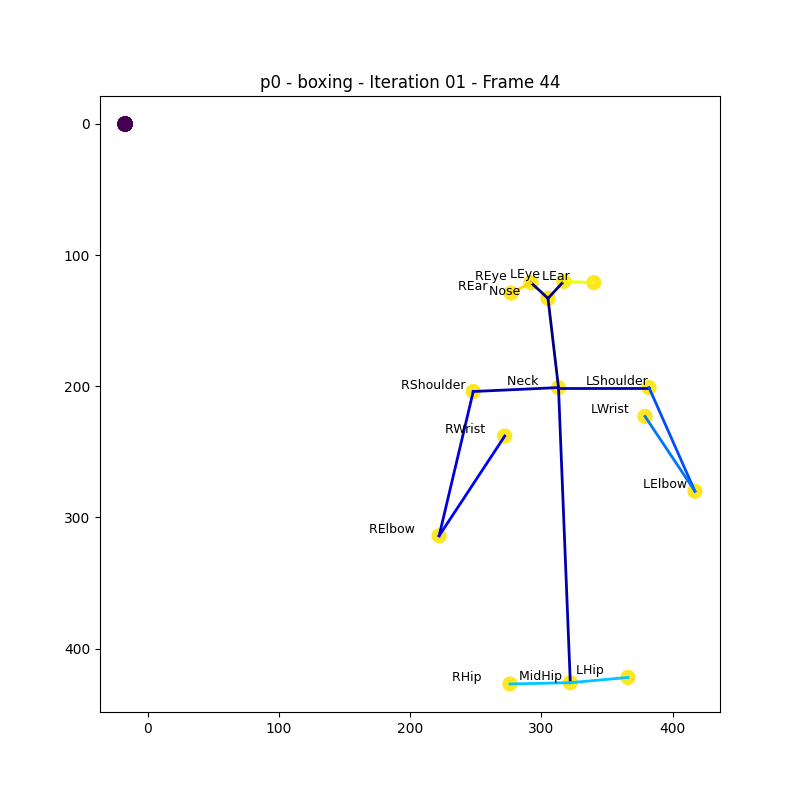 p0 - boxing - Iteration 01 - Frame 44
0
100
REye LEye LEar
REar Nose
200
RShoulder Neck LShoulder
LWrist
RWrist
LElbow
300
RElbow
400
RHip MidHip LHip
0 100 200 300 400